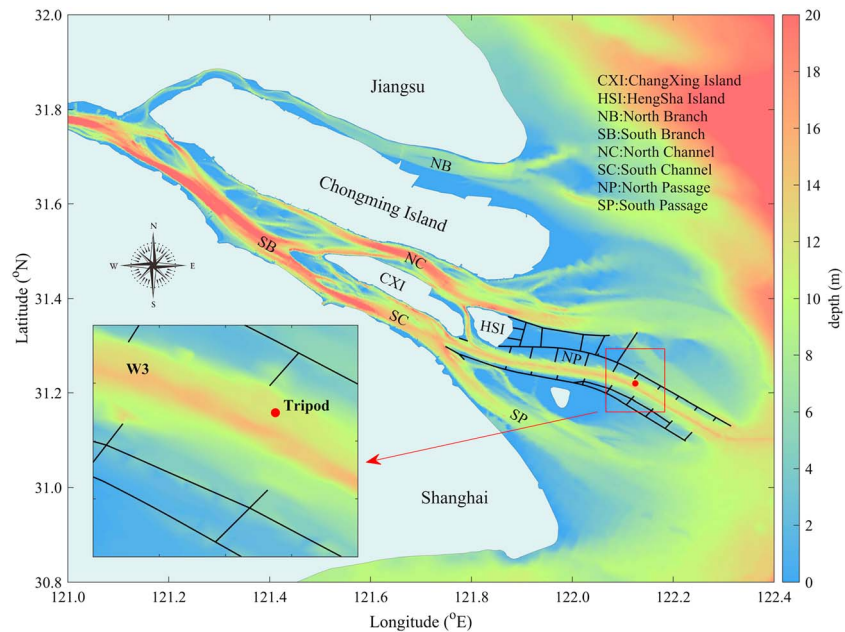 32.0
31.8
31.6
31.4
31.2
31.0
30.8
Latitude (°N)
121.0
121.2
121.4
121.6
121.8
122.0
122.2
122.4
Longitude (°E)
Jiangsu
CXI:ChangXing Island
HSI:HengSha Island
NB:North Branch
SB:South Branch
NC:North Channel
SC:South Channel
NP:North Passage
SP:South Passage
NB
Chongming Island
SB
NC
CXI
SC
HSI
NP
SP
Shanghai
N
W
E
S
W3
Tripod
20
18
16
14
12
10
8
6
4
2
0
depth (m)